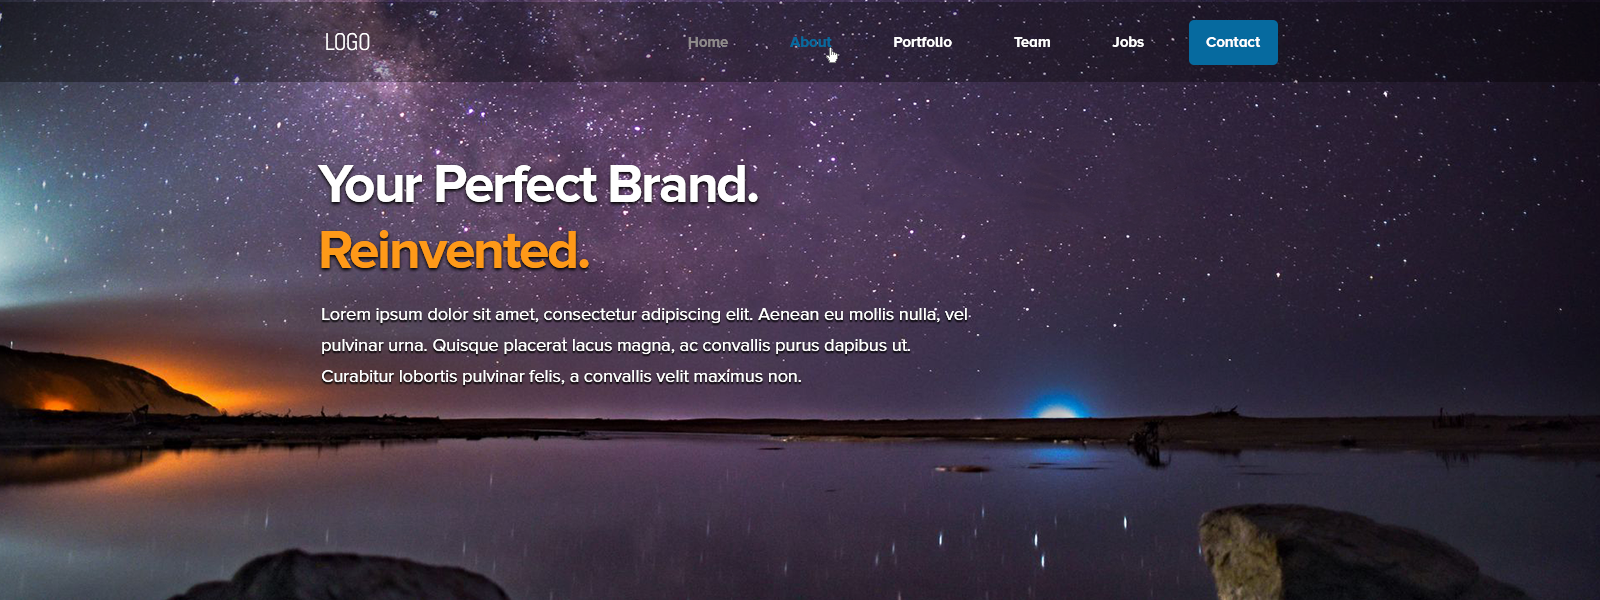 LOGO
Home About Portfolio Team Jobs Contact
Your Perfect Brand.
Reinvented.
Lorem ipsum dolor sit amet, consectetur adipiscing elit. Aenean eu mollis nulla, vel
pulvinar urna. Quisque placerat lacus magna, ac convallis purus dapibus ut.
Curabitur lobortis pulvinar felis, a convallis velit maximus non.